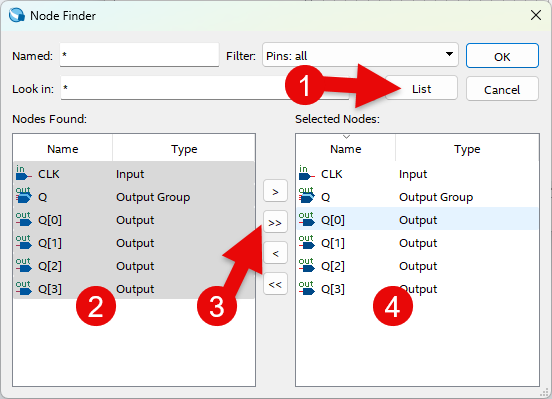 Node Finder
Named: * Filter: Pins: all OK
Look in: * 1 List Cancel
Nodes Found: Selected Nodes:
Name Type Name Type
in CLK Input in CLK Input
out Q Output Group > out Q Output Group
out Q[0] Output >> out Q[0] Output
out Q[1] Output < out Q[1] Output
out Q[2] Output << out Q[2] Output
out Q[3] Output out Q[3] Output
2 3 4